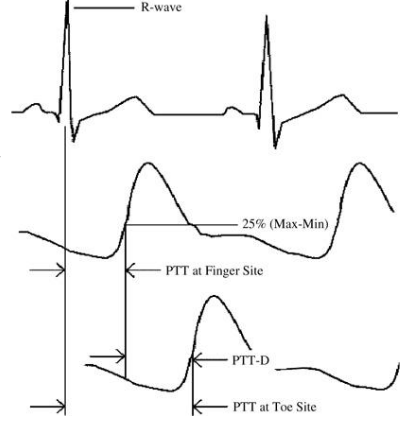 R-wave
25% (Max-Min)
PTT at Finger Site
PTT-D
PTT at Toe Site